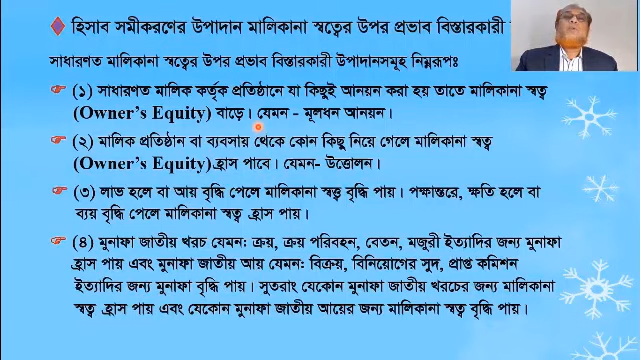 হিসাব সমীকরণের উপাদান মালিকানা স্বত্বের উপর প্রভাব বিস্তারকারী
সাধারণত মালিকানা স্বত্বের উপর প্রভাব বিস্তারকারী উপাদানসমূহ নিম্নরূপঃ
(১) সাধারণত মালিক কর্তৃক প্রতিষ্ঠানে যা কিছুই আনয়ন করা হয় তাতে মালিকানা স্বত্ব
(Owner's Equity) বাড়ে। যেমন - মূলধন আনয়ন।
(২) মালিক প্রতিষ্ঠান বা ব্যবসায় থেকে কোন কিছু নিয়ে গেলে মালিকানা স্বত্ব
(Owner's Equity) হ্রাস পাবে। যেমন- উত্তোলন।
(৩) লাভ হলে বা আয় বৃদ্ধি পেলে মালিকানা স্বত্ত্ব বৃদ্ধি পায়। পক্ষান্তরে, ক্ষতি হলে বা
ব্যয় বৃদ্ধি পেলে মালিকানা স্বত্ব হ্রাস পায়।
(৪) মুনাফা জাতীয় খরচ যেমন: ক্রয়, ক্রয় পরিবহন, বেতন, মজুরী ইত্যাদির জন্য মুনাফা
হ্রাস পায় এবং মুনাফা জাতীয় আয় যেমন: বিক্রয়, বিনিয়োগের সুদ, প্রাপ্ত কমিশন
ইত্যাদির জন্য মুনাফা বৃদ্ধি পায়। সুতরাং যেকোন মুনাফা জাতীয় খরচের জন্য মালিকানা
স্বত্ব হ্রাস পায় এবং যেকোন মুনাফা জাতীয় আয়ের জন্য মালিকানা স্বত্ব বৃদ্ধি পায়।